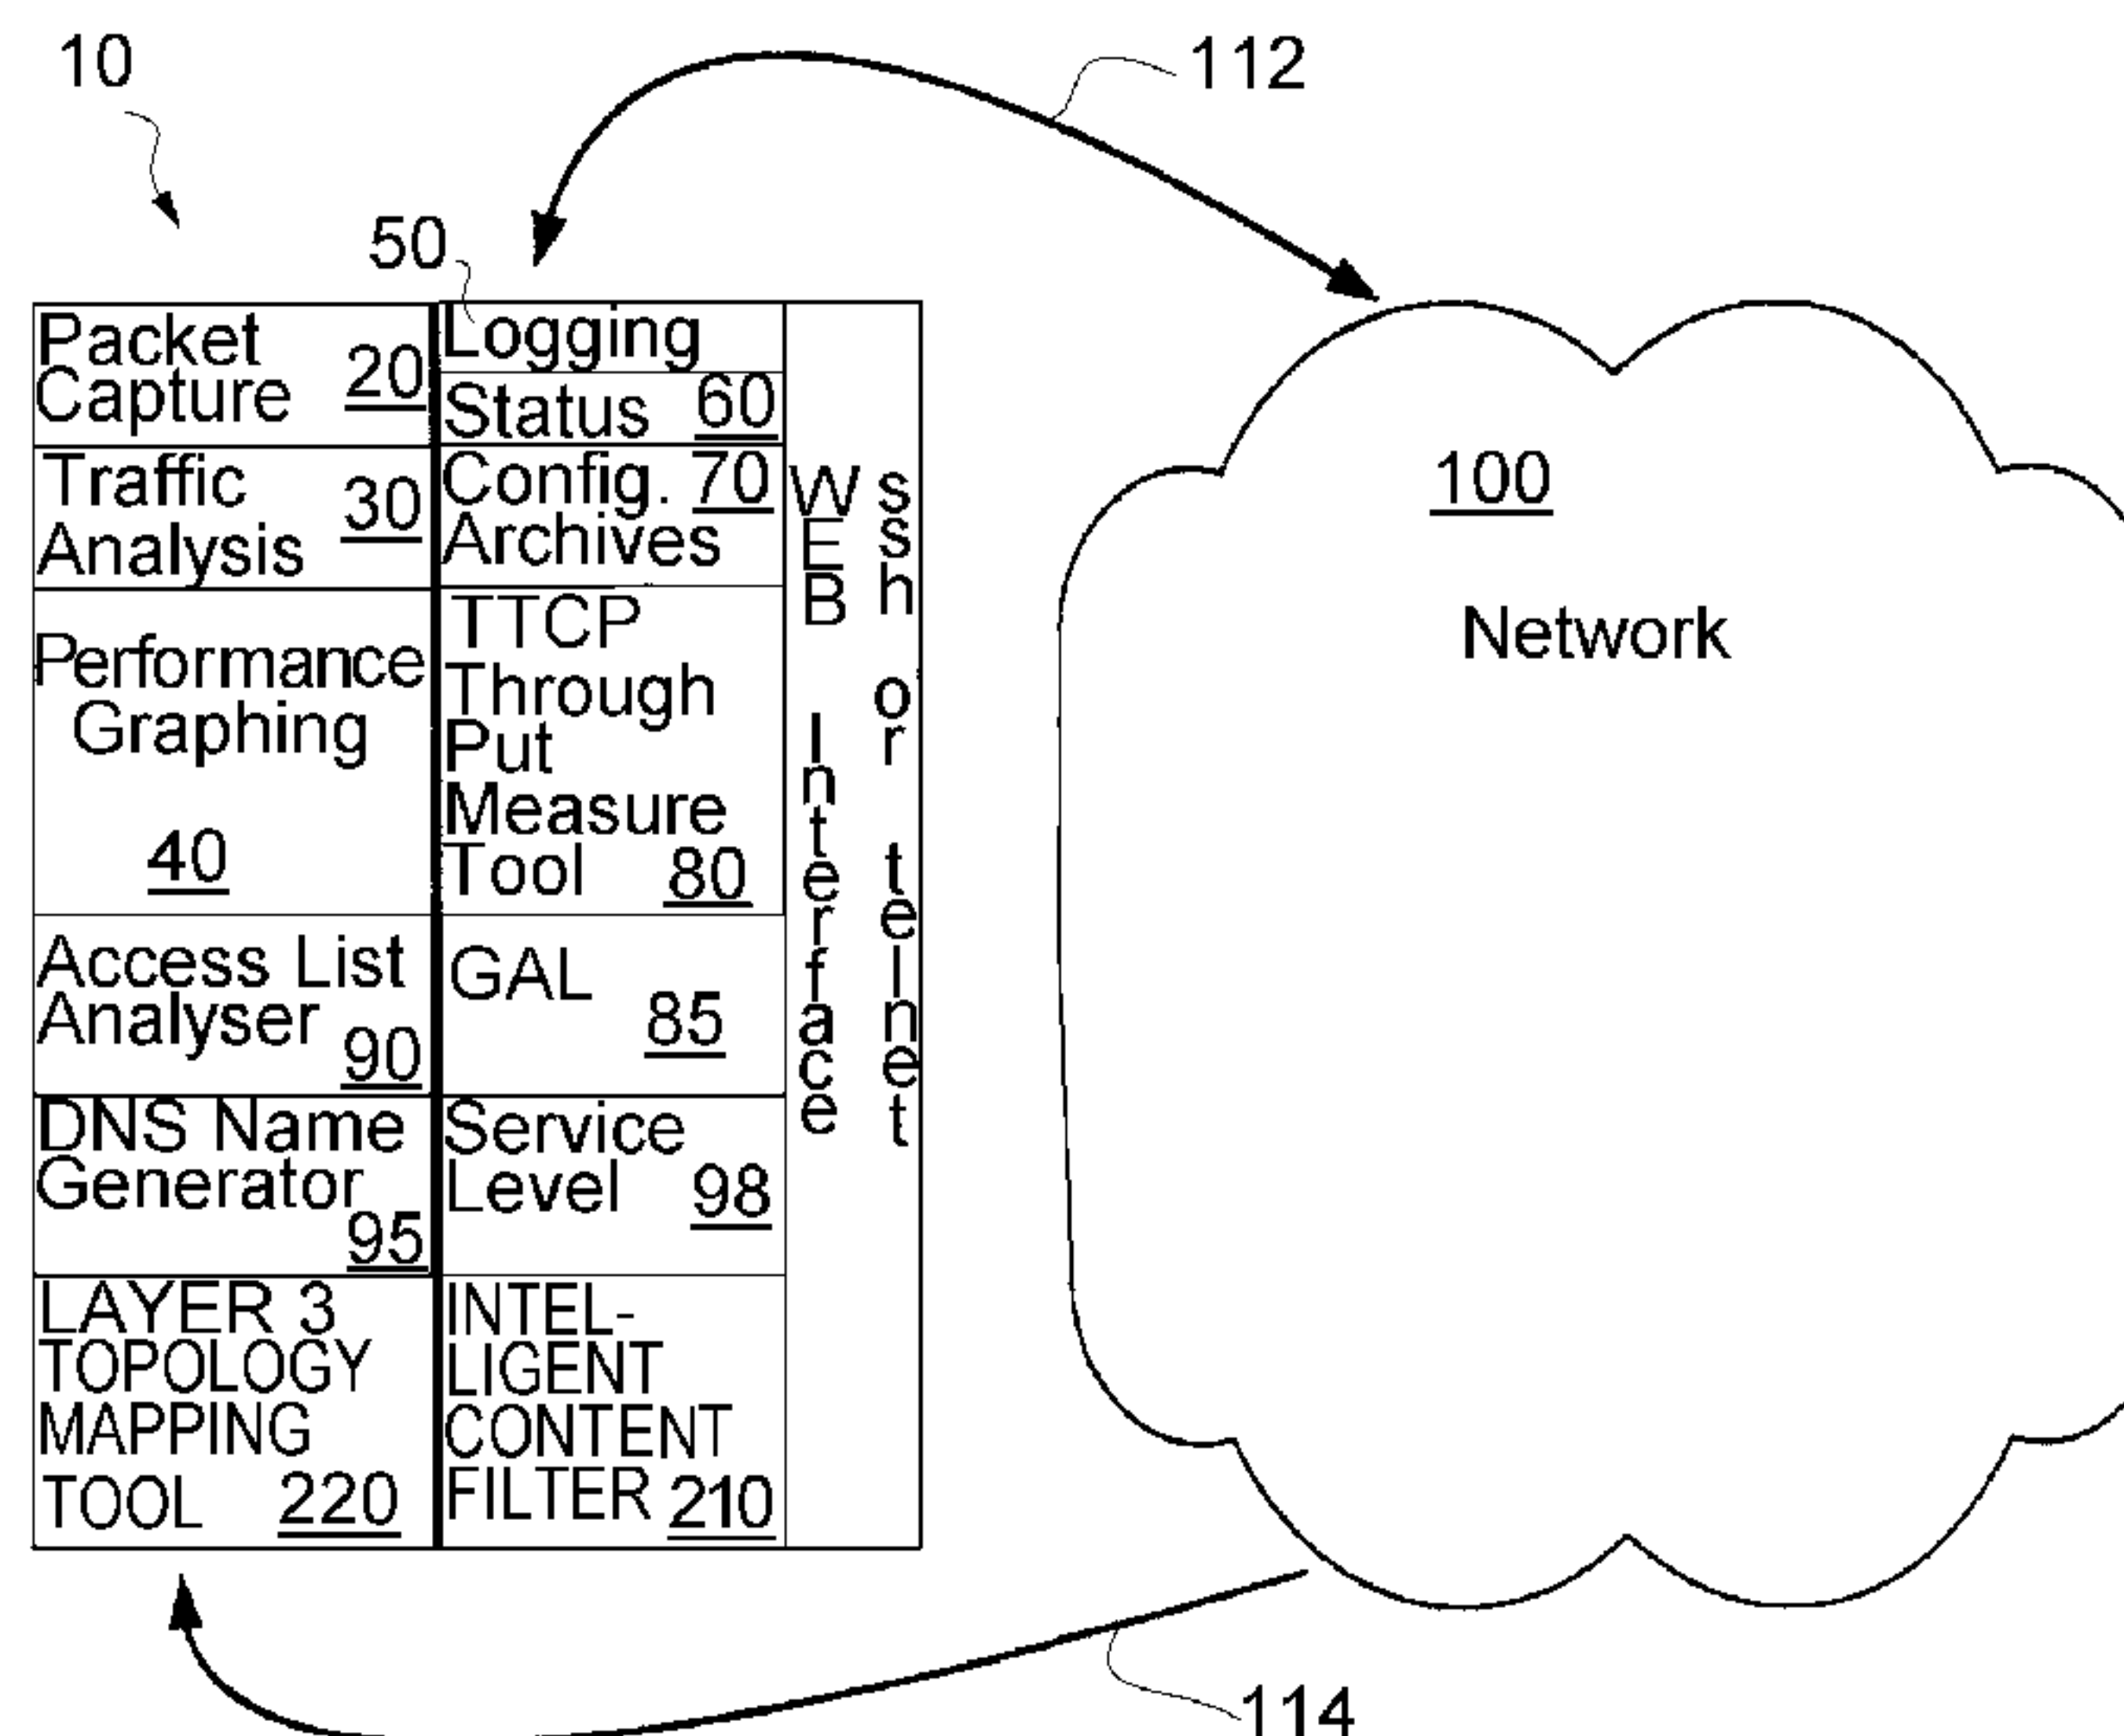 10
112
50
Packet
Capture 20
Logging
Status 60
Traffic
Analysis 30
Config. 70
Archives
Performance
Graphing
40
TTCP
Through
Put
Measure
Tool 80
Access List
Analyser
90
GAL
85
DNS Name
Generator
95
Service
Level 98
LAYER 3
TOPOLOGY
MAPPING
TOOL 220
INTEL-
LIGENT
CONTENT
FILTER 210
WEB Interface
ssh or telnet
100
Network
114